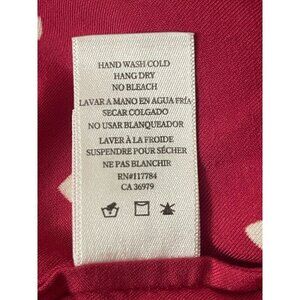 HAND WASH COLD
HANG DRY
NO BLEACH
LAVAR A MANO EN AGUA FRÍA
SECAR COLGADO
NO USAR BLANQUEADOR
LAVER À LA FROIDE
SUSPENDRE POUR SÉCHER
NE PAS BLANCHIR
RN#117784
CA 36979